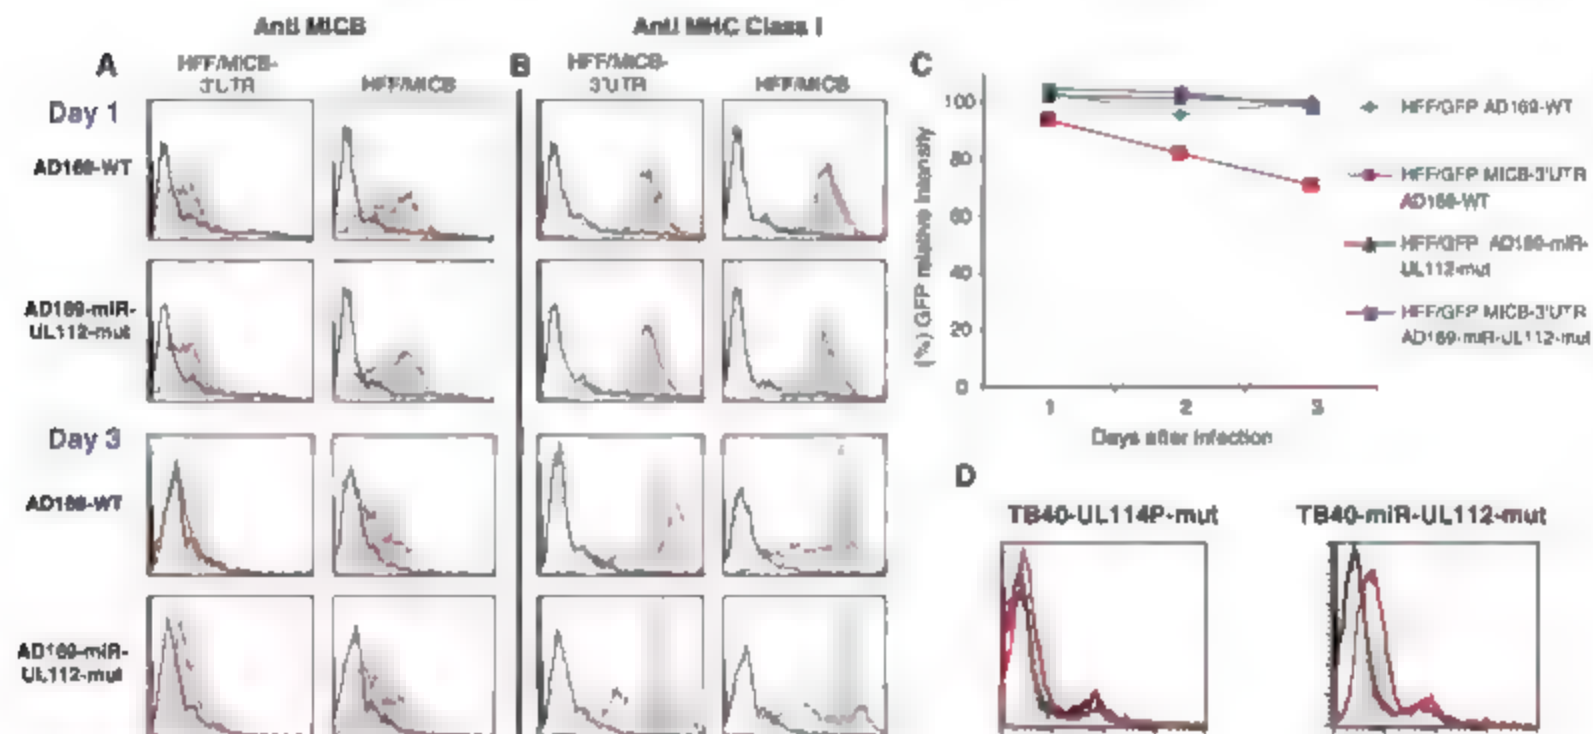 Anti MICB
Anti MHC Class I
A
HFF/MICB-
3'UTR
HFF/MICB
B
HFF/MICB-
3'UTR
HFF/MICB
Day 1
AD169-WT
AD169-miR-
UL112-mut
Day 3
AD169-WT
AD169-miR-
UL112-mut
C
(%) GFP relative intensity
100
80
60
40
20
0
1
2
3
Days after infection
HFF/GFP AD169-WT
HFF/GFP MICB-3'UTR
AD169-WT
HFF/GFP AD169-miR-
UL112-mut
HFF/GFP MICB-3'UTR
AD169-miR-UL112-mut
D
TB40-UL114P-mut
TB40-miR-UL112-mut